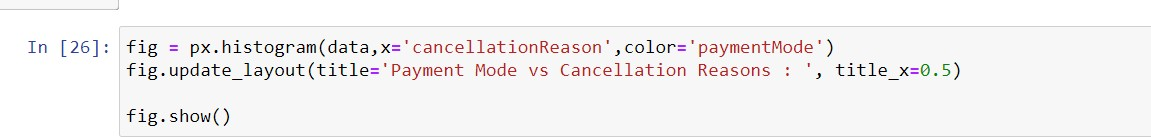 In [26]: fig = px.histogram(data,x='cancellationReason',color='paymentMode')
fig.update_layout(title='Payment Mode vs Cancellation Reasons : ', title_x=0.5)
fig.show()